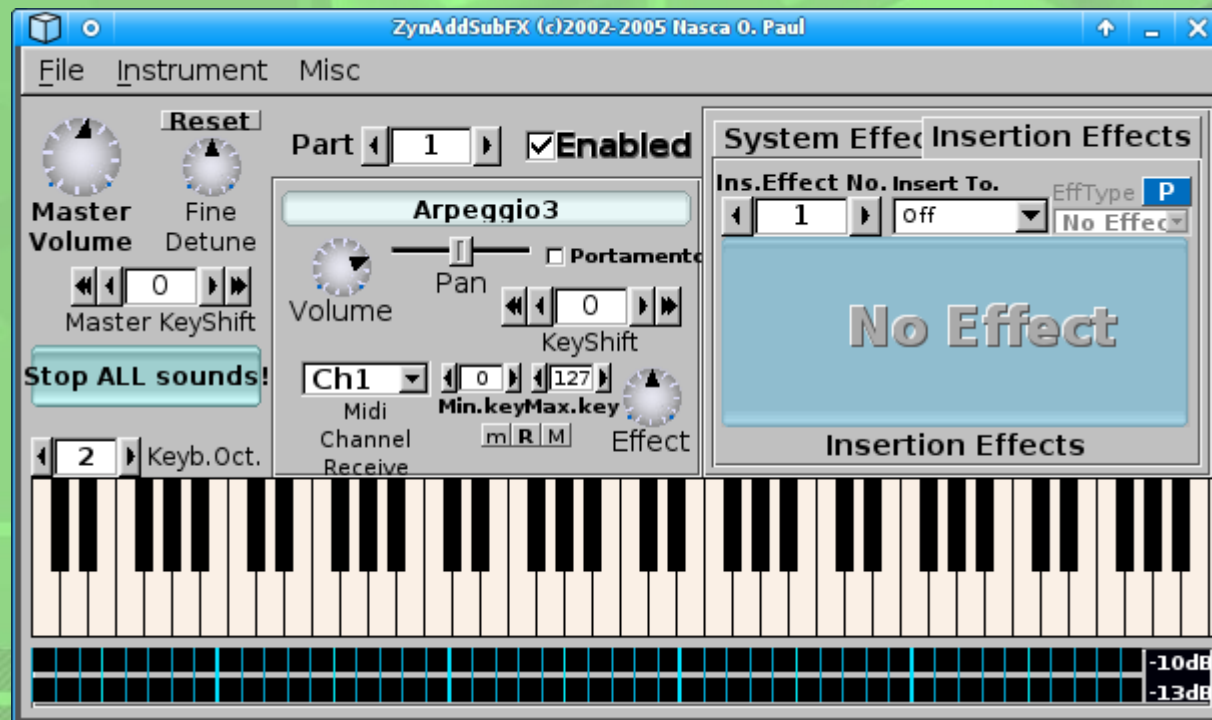 ZynAddSubFX (c)2002-2005 Nasca O. Paul
File Instrument Misc
Reset
Master Volume
Fine Detune
0
Master KeyShift
Stop ALL sounds!
2 Keyb.Oct.
Part 1 Enabled
Arpeggio3
Volume
Pan
Portamento
0
KeyShift
Ch1
Midi
Channel
Receive
0 127
Min.key Max.key
m R M
Effect
System Effec Insertion Effects
Ins.Effect No. Insert To.
EffType P
1 Off No Effec
No Effect
Insertion Effects
-10dB
-13dB